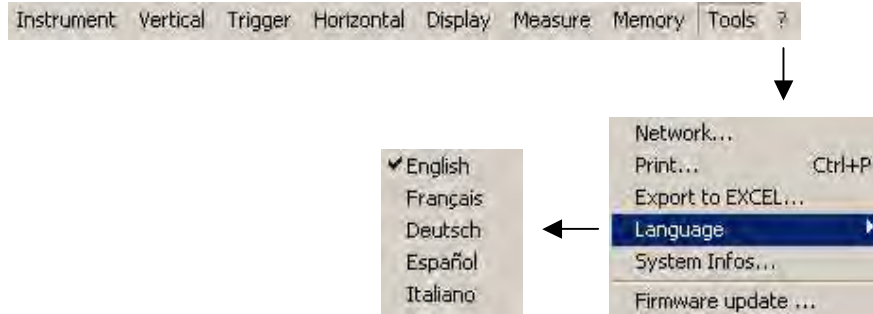 Instrument Vertical Trigger Horizontal Display Measure Memory Tools ?
Network...
Print... Ctrl+P
Export to EXCEL...
Language
System Infos...
Firmware update ...
English
Français
Deutsch
Español
Italiano